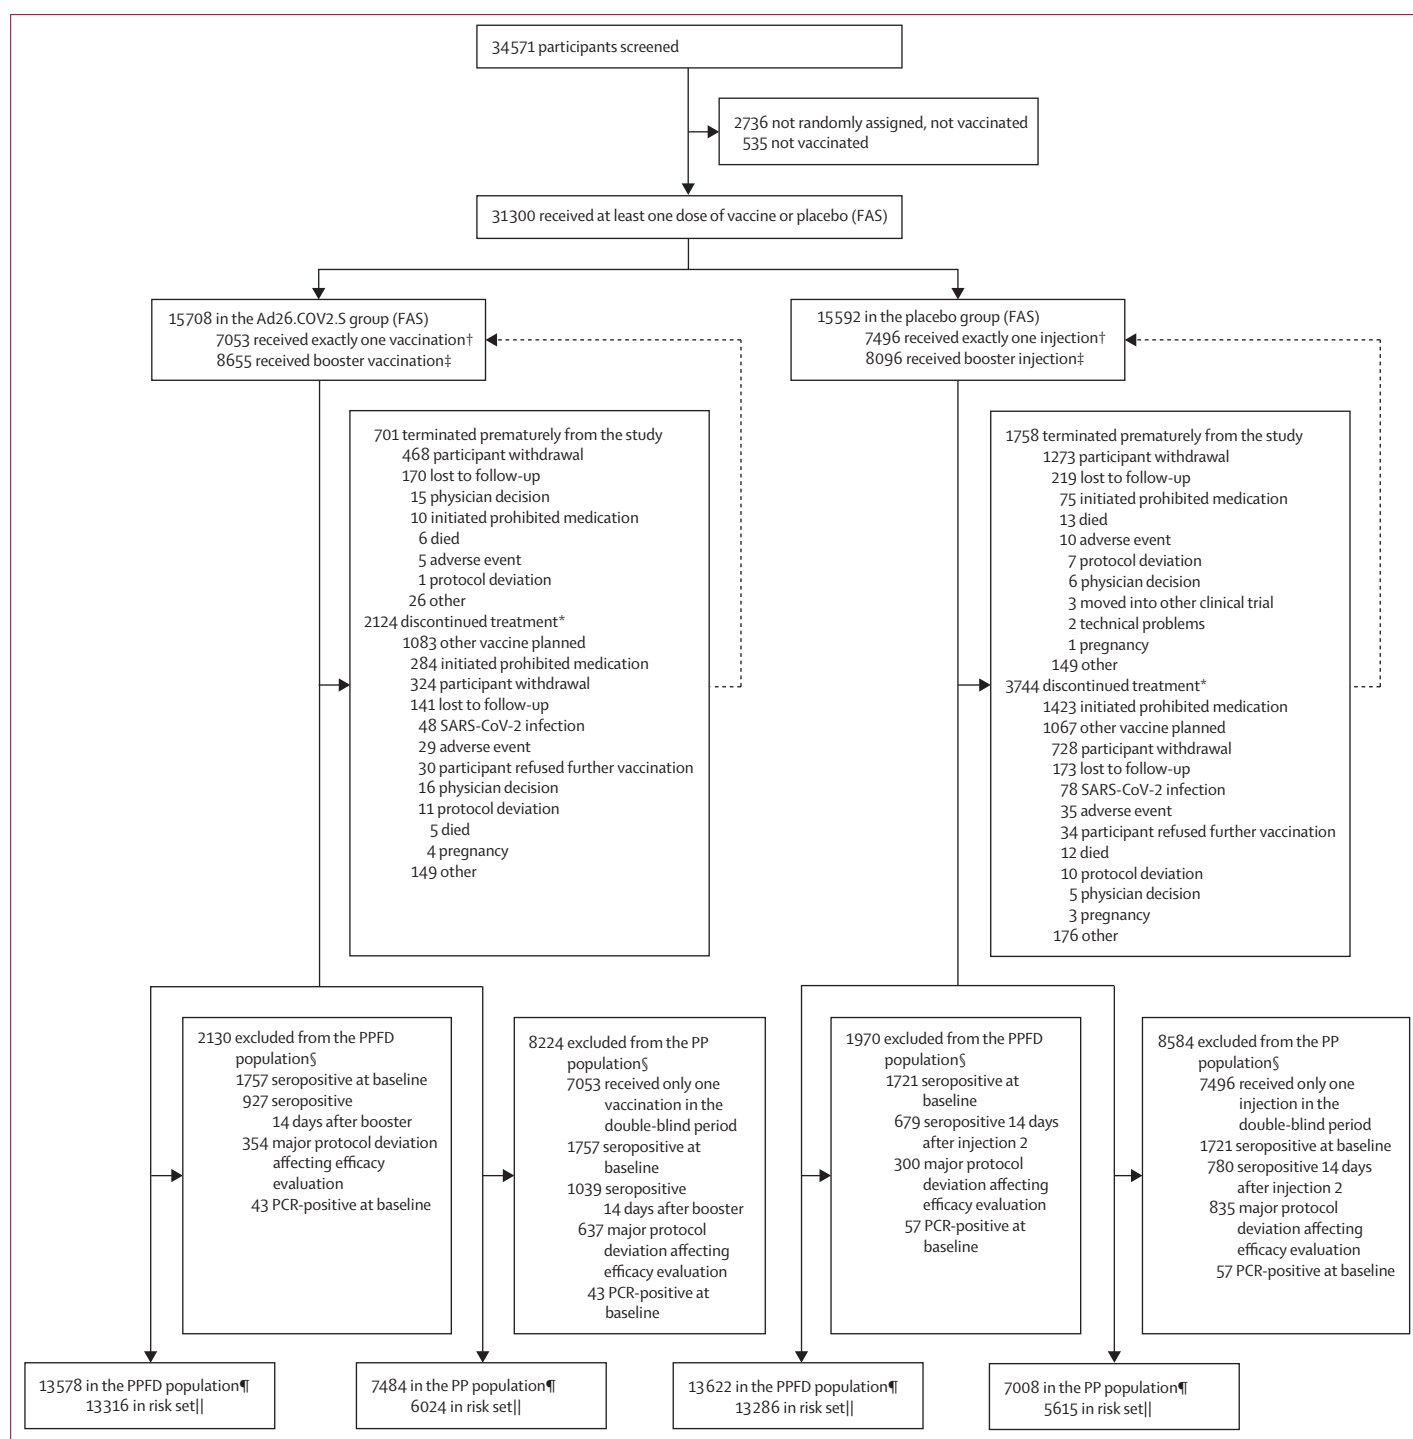 34571 participants screened
2736 not randomly assigned, not vaccinated
535 not vaccinated
31300 received at least one dose of vaccine or placebo (FAS)
15708 in the Ad26.COV2.S group (FAS)
7053 received exactly one vaccination†
8655 received booster vaccination‡
15592 in the placebo group (FAS)
7496 received exactly one injection†
8096 received booster injection‡
701 terminated prematurely from the study
468 participant withdrawal
170 lost to follow-up
15 physician decision
10 initiated prohibited medication
6 died
5 adverse event
1 protocol deviation
26 other
2124 discontinued treatment*
1083 other vaccine planned
284 initiated prohibited medication
324 participant withdrawal
141 lost to follow-up
48 SARS-CoV-2 infection
29 adverse event
30 participant refused further vaccination
16 physician decision
11 protocol deviation
5 died
4 pregnancy
149 other
1758 terminated prematurely from the study
1273 participant withdrawal
219 lost to follow-up
75 initiated prohibited medication
13 died
10 adverse event
7 protocol deviation
6 physician decision
3 moved into other clinical trial
2 technical problems
1 pregnancy
149 other
3744 discontinued treatment*
1423 initiated prohibited medication
1067 other vaccine planned
728 participant withdrawal
173 lost to follow-up
78 SARS-CoV-2 infection
35 adverse event
34 participant refused further vaccination
12 died
10 protocol deviation
5 physician decision
3 pregnancy
176 other
2130 excluded from the PPFD
population§
1757 seropositive at baseline
927 seropositive
14 days after booster
354 major protocol deviation
affecting efficacy
evaluation
43 PCR-positive at baseline
8224 excluded from the PP
population§
7053 received only one
vaccination in the
double-blind period
1757 seropositive at
baseline
1039 seropositive
14 days after booster
637 major protocol
deviation affecting
efficacy evaluation
43 PCR-positive at
baseline
1970 excluded from the PPFD
population§
1721 seropositive at
baseline
679 seropositive 14 days
after injection 2
300 major protocol
deviation affecting
efficacy evaluation
57 PCR-positive at
baseline
8584 excluded from the PP
population§
7496 received only one
injection in the
double-blind period
1721 seropositive at baseline
780 seropositive 14 days
after injection 2
835 major protocol
deviation affecting
efficacy evaluation
57 PCR-positive at baseline
13578 in the PPFD population¶
13316 in risk set||
7484 in the PP population¶
6024 in risk set||
13622 in the PPFD population¶
13286 in risk set||
7008 in the PP population¶
5615 in risk set||